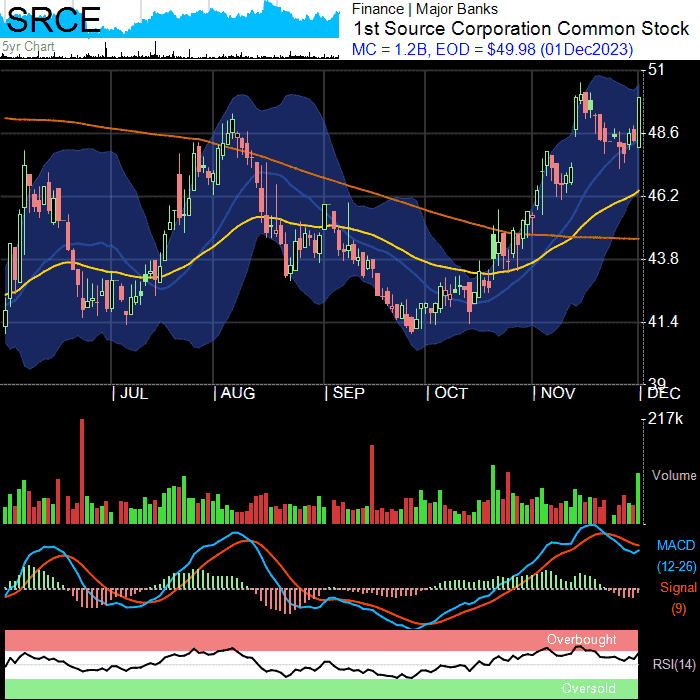 SRCE
5yr Chart
Finance | Major Banks
1st Source Corporation Common Stock
MC = 1.2B, EOD = $49.98 (01Dec2023)
51
48.6
46.2
43.8
41.4
39
JUL
AUG
SEP
OCT
NOV
DEC
217k
Volume
MACD
(12-26)
Signal
(9)
Overbought
RSI(14)
Oversold